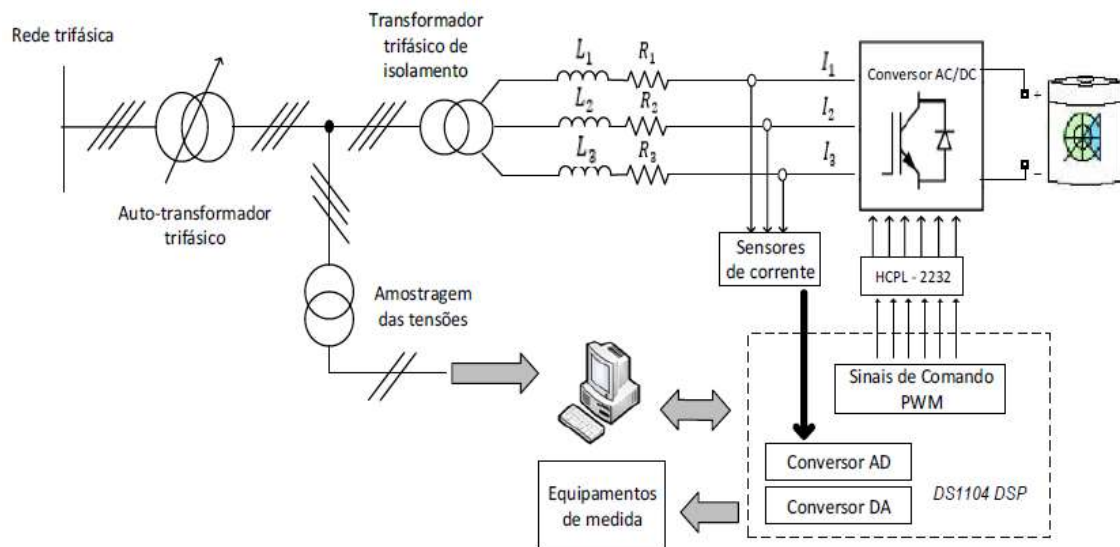 Rede trifásica
Auto-transformador
trifásico
Transformador
trifásico de
isolamento
L₁
R₁
L₂
R₂
L₃
R₃
I₁
I₂
I₃
Conversor AC/DC
+
−
Sensores
de corrente
HCPL - 2232
Amostragem
das tensões
Sinais de Comando
PWM
Conversor AD
Conversor DA
DS1104 DSP
Equipamentos
de medida